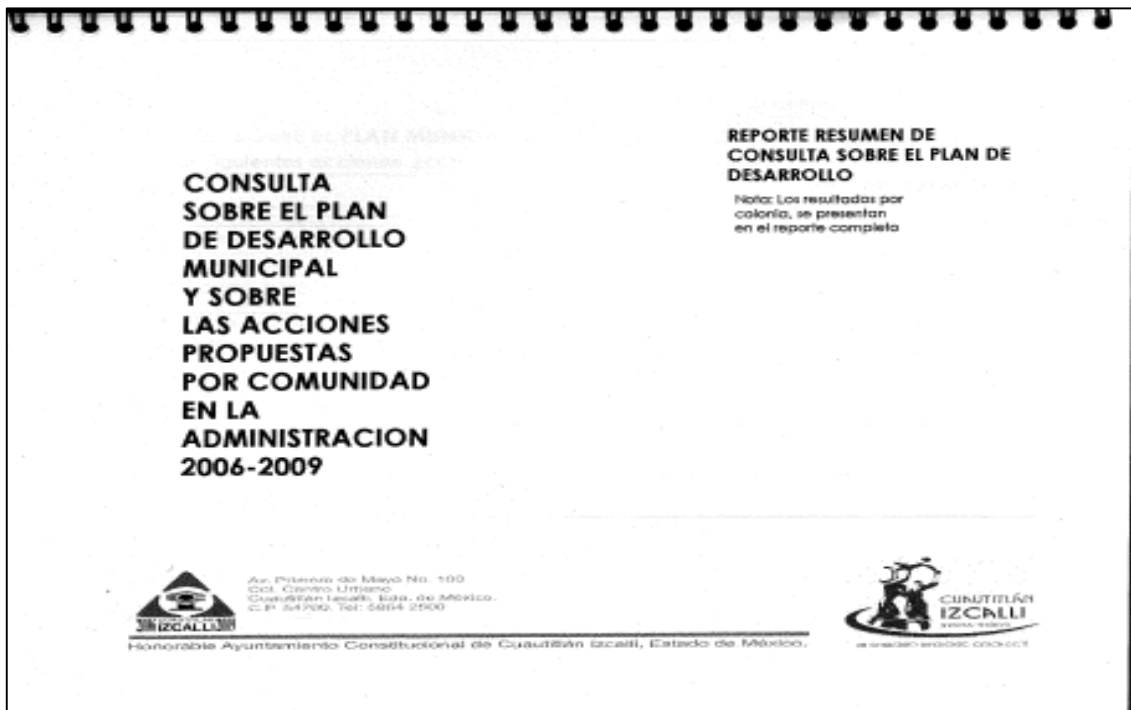 CONSULTA
SOBRE EL PLAN
DE DESARROLLO
MUNICIPAL
Y SOBRE
LAS ACCIONES
PROPUESTAS
POR COMUNIDAD
EN LA
ADMINISTRACION
2006-2009
REPORTE RESUMEN DE
CONSULTA SOBRE EL PLAN DE
DESARROLLO
Nota: Los resultados por
colonia, se presentan
en el reporte completo
IZCALLI
Av. Primero de Mayo No. 100
Col. Centro Urbano
Cuautitlán Izcalli, Edo. de México.
C.P. 54700. Tel: 5864 2500
Honorable Ayuntamiento Constitucional de Cuautitlán Izcalli, Estado de México.
CUAUTITLÁN
IZCALLI